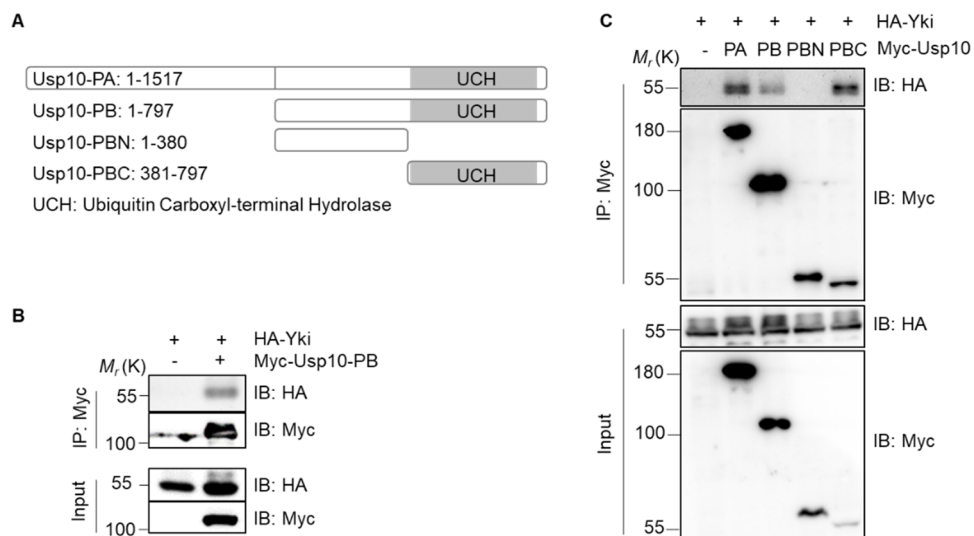 A
Usp10-PA: 1-1517
UCH
Usp10-PB: 1-797
UCH
Usp10-PBN: 1-380
Usp10-PBC: 381-797
UCH
UCH: Ubiquitin Carboxyl-terminal Hydrolase
B
+ + HA-Yki
Mr (K) - + Myc-Usp10-PB
IP: Myc
55 IB: HA
100 IB: Myc
Input
55 IB: HA
100 IB: Myc
C
+ + + + + HA-Yki
Mr (K) - PA PB PBN PBC Myc-Usp10
IP: Myc
55 IB: HA
180
100 IB: Myc
55
Input
55 IB: HA
180
100 IB: Myc
55